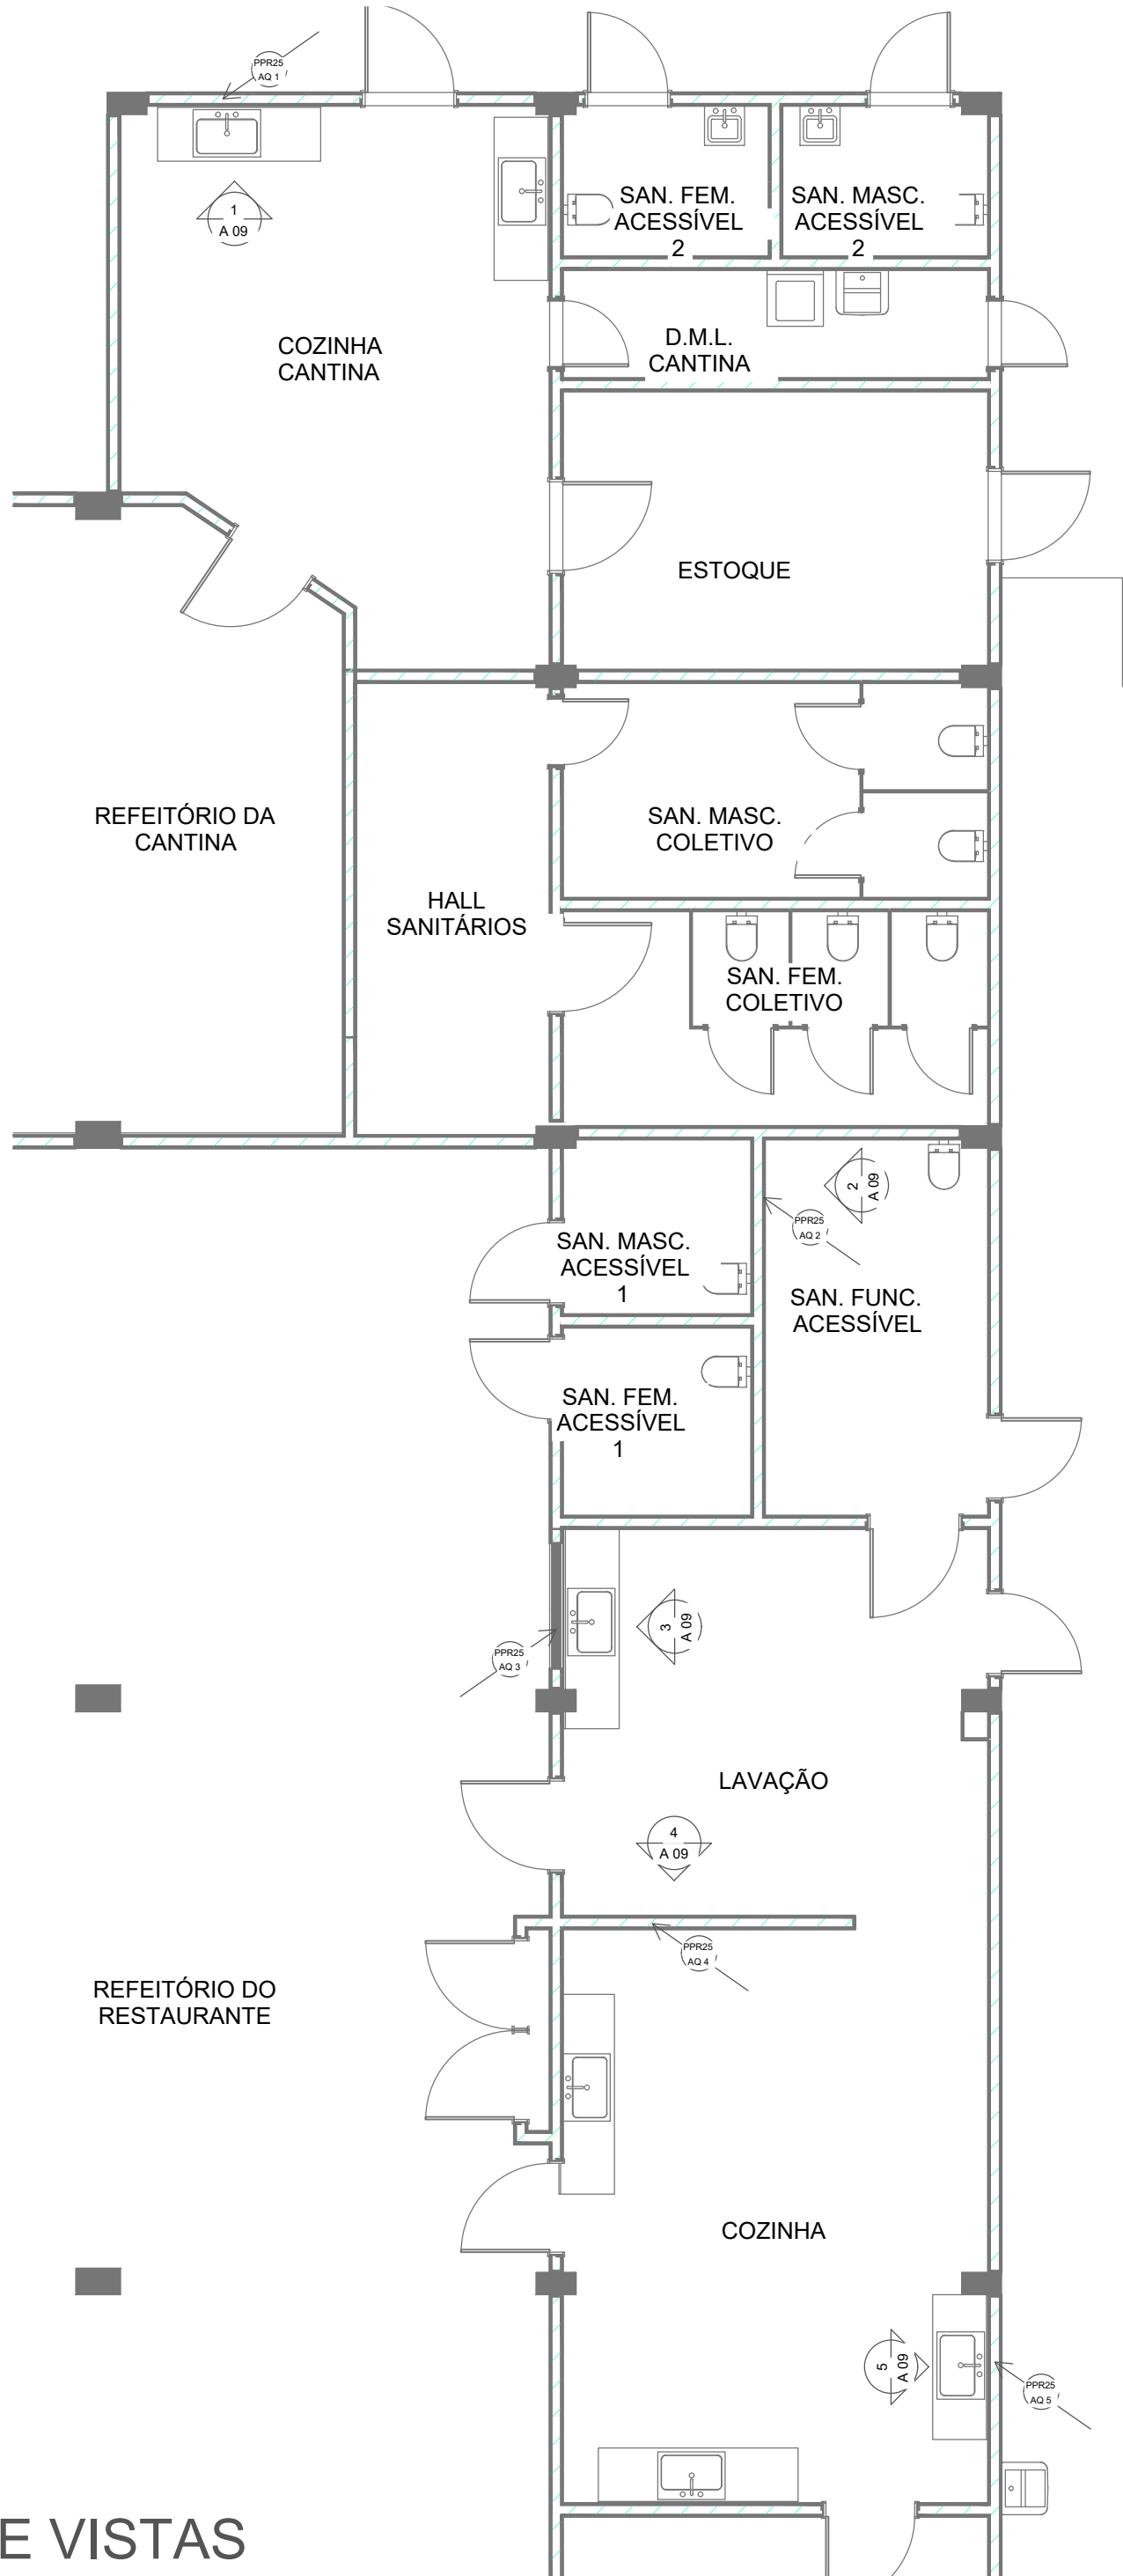 PPR25
AQ 1
1
A 09
SAN. FEM.
ACESSÍVEL
2
SAN. MASC.
ACESSÍVEL
2
COZINHA
CANTINA
D.M.L.
CANTINA
ESTOQUE
REFEITÓRIO DA
CANTINA
SAN. MASC.
COLETIVO
HALL
SANITÁRIOS
SAN. FEM.
COLETIVO
2
A 09
PPR25
AQ 2
SAN. MASC.
ACESSÍVEL
1
SAN. FUNC.
ACESSÍVEL
SAN. FEM.
ACESSÍVEL
1
3
A 09
PPR25
AQ 3
LAVAÇÃO
4
A 09
PPR25
AQ 4
REFEITÓRIO DO
RESTAURANTE
COZINHA
5
A 09
PPR25
AQ 5
E VISTAS